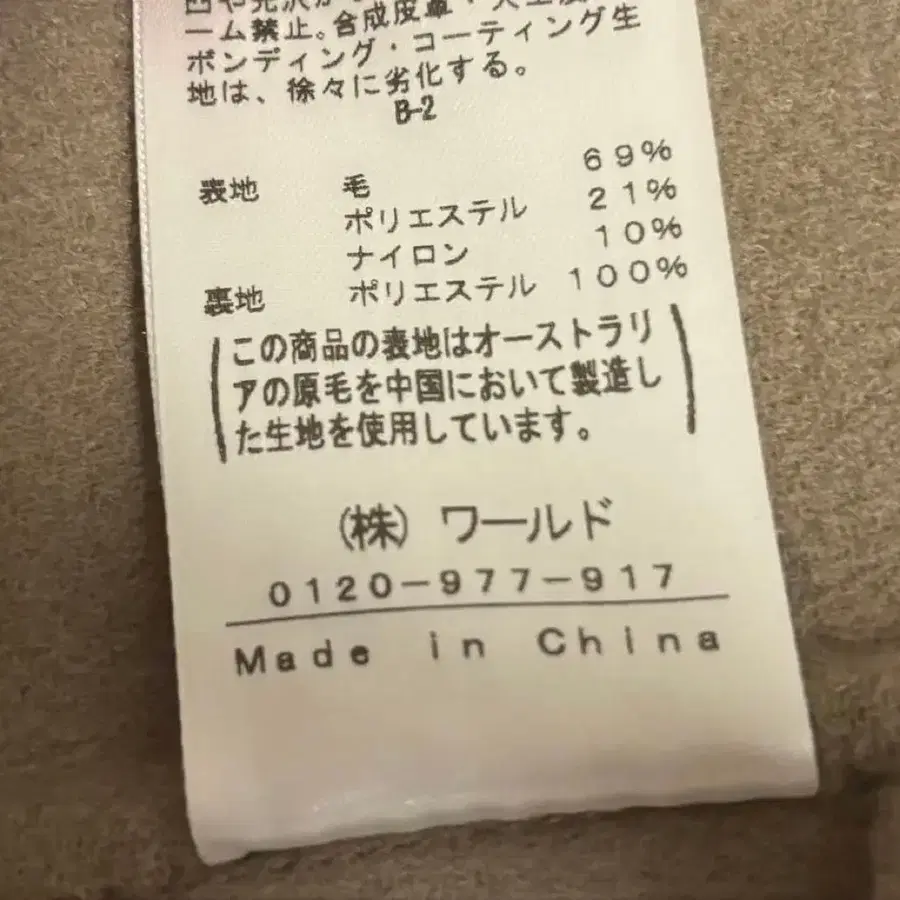 ーム禁止。合成皮革・人工皮
ボンディング・コーティング生
地は、徐々に劣化する。
B-2
表地 毛 69%
ポリエステル 21%
ナイロン 10%
裏地 ポリエステル 100%
(この商品の表地はオーストラリ
アの原毛を中国において製造し
た生地を使用しています。)
(株) ワールド
0120-977-917
Made in China